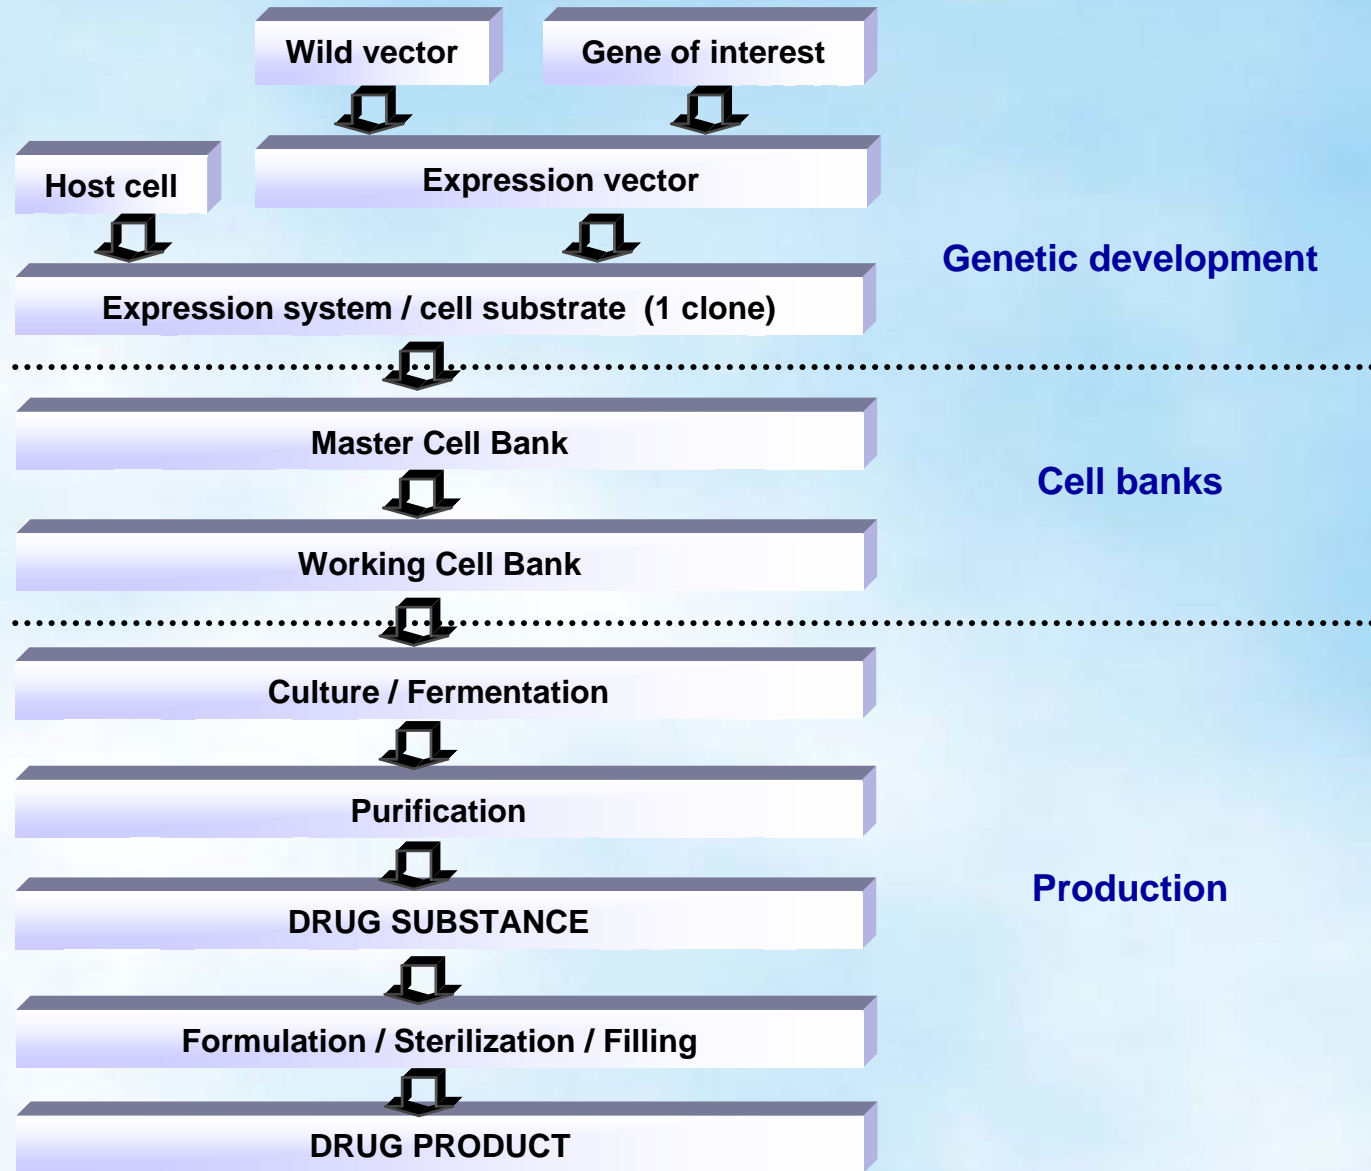 Wild vector
Gene of interest
Host cell
Expression vector
Genetic development
Expression system / cell substrate (1 clone)
Master Cell Bank
Cell banks
Working Cell Bank
Culture / Fermentation
Purification
Production
DRUG SUBSTANCE
Formulation / Sterilization / Filling
DRUG PRODUCT